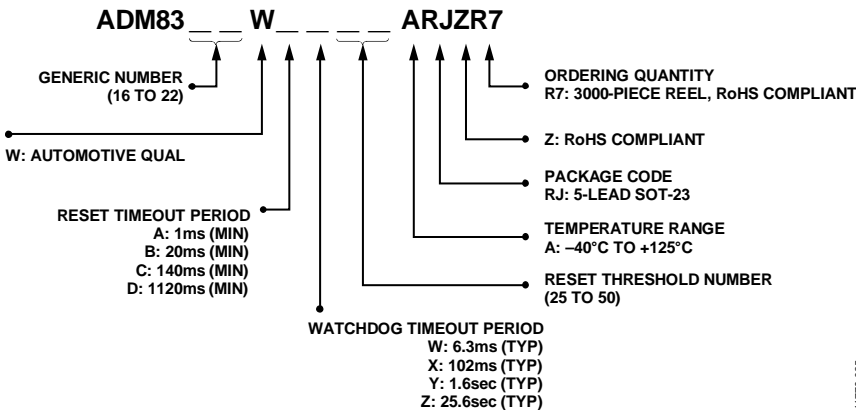 ADM83_ _ W_ _ _ _ ARJZR7
GENERIC NUMBER
(16 TO 22)
W: AUTOMOTIVE QUAL
RESET TIMEOUT PERIOD
A: 1ms (MIN)
B: 20ms (MIN)
C: 140ms (MIN)
D: 1120ms (MIN)
WATCHDOG TIMEOUT PERIOD
W: 6.3ms (TYP)
X: 102ms (TYP)
Y: 1.6sec (TYP)
Z: 25.6sec (TYP)
ORDERING QUANTITY
R7: 3000-PIECE REEL, RoHS COMPLIANT
Z: RoHS COMPLIANT
PACKAGE CODE
RJ: 5-LEAD SOT-23
TEMPERATURE RANGE
A: –40°C TO +125°C
RESET THRESHOLD NUMBER
(25 TO 50)